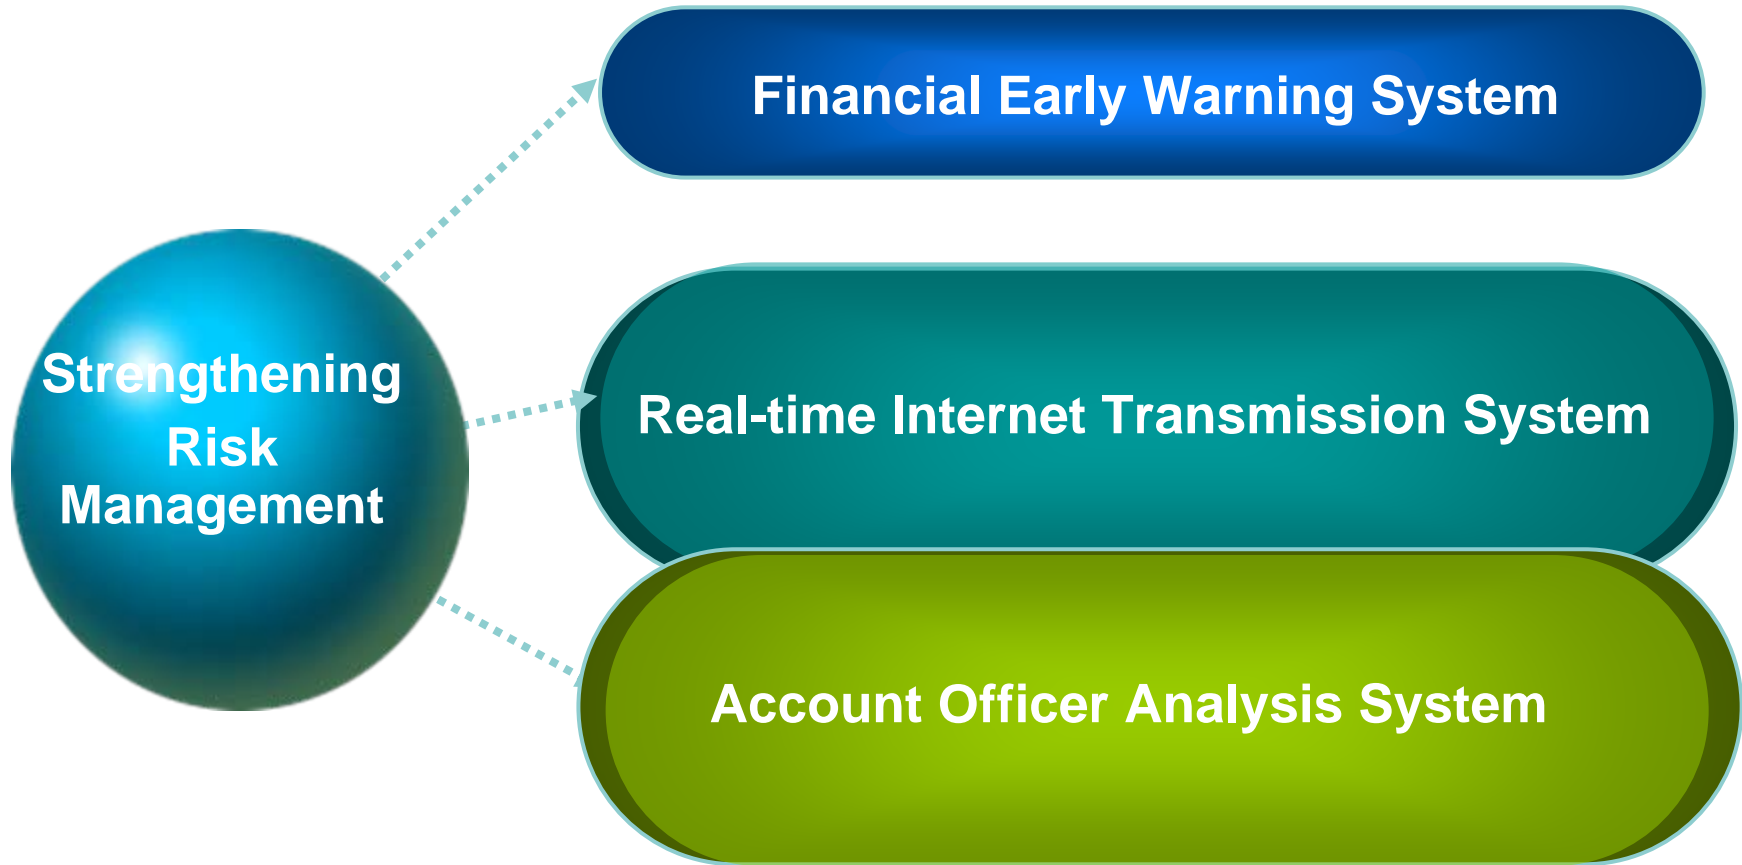 Financial Early Warning System
Strengthening
Risk
Management
Real-time Internet Transmission System
Account Officer Analysis System